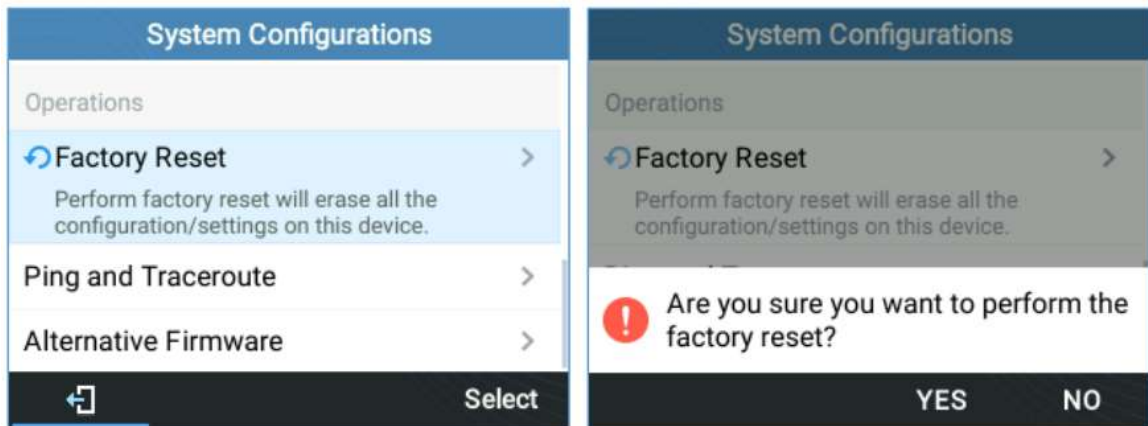 System Configurations
Operations
Factory Reset
Perform factory reset will erase all the
configuration/settings on this device.
Ping and Traceroute
Alternative Firmware
Select
System Configurations
Operations
Factory Reset
Perform factory reset will erase all the
configuration/settings on this device.
Are you sure you want to perform the
factory reset?
YES NO